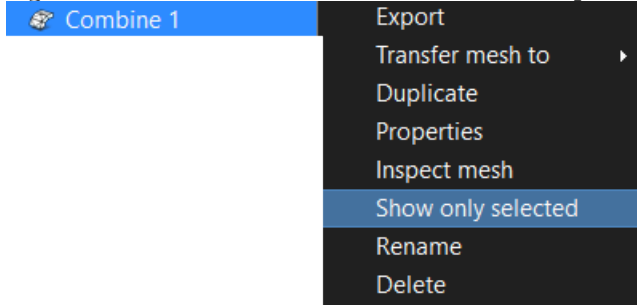 Combine 1
Export
Transfer mesh to
Duplicate
Properties
Inspect mesh
Show only selected
Rename
Delete